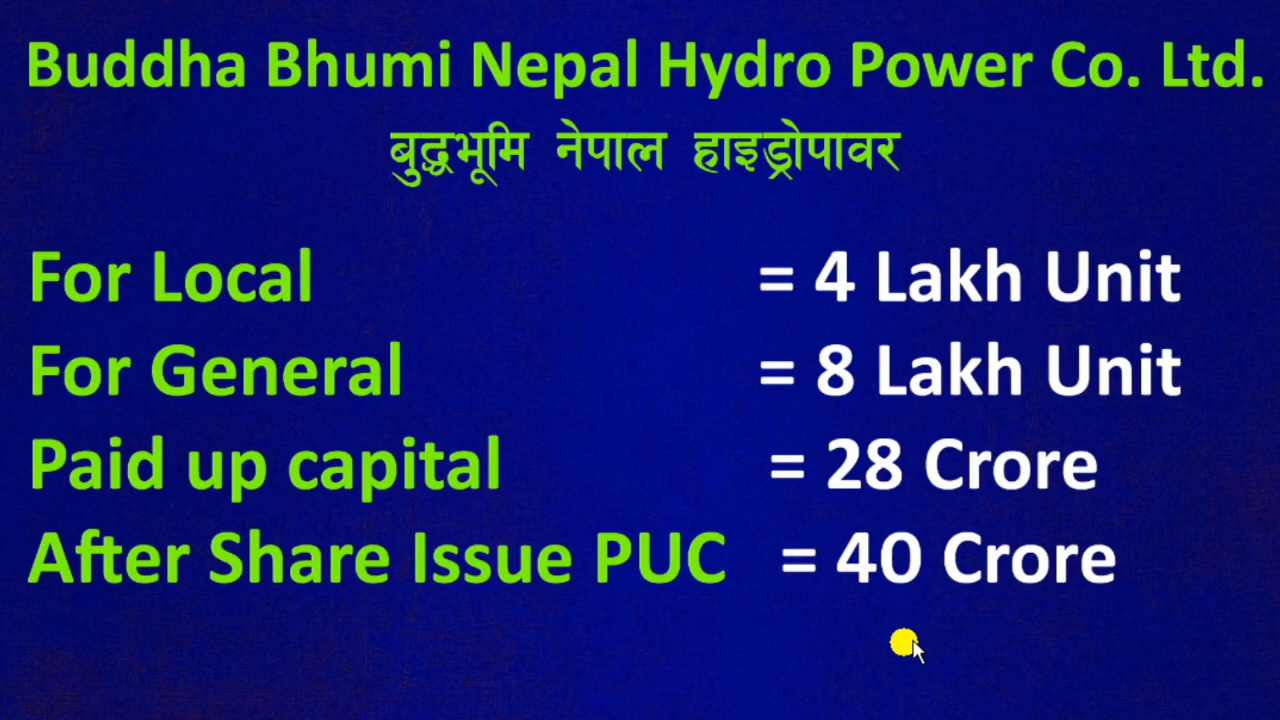 Buddha Bhumi Nepal Hydro Power Co. Ltd.
बुद्धभूमि नेपाल हाइड्रोपावर
For Local = 4 Lakh Unit
For General = 8 Lakh Unit
Paid up capital = 28 Crore
After Share Issue PUC = 40 Crore